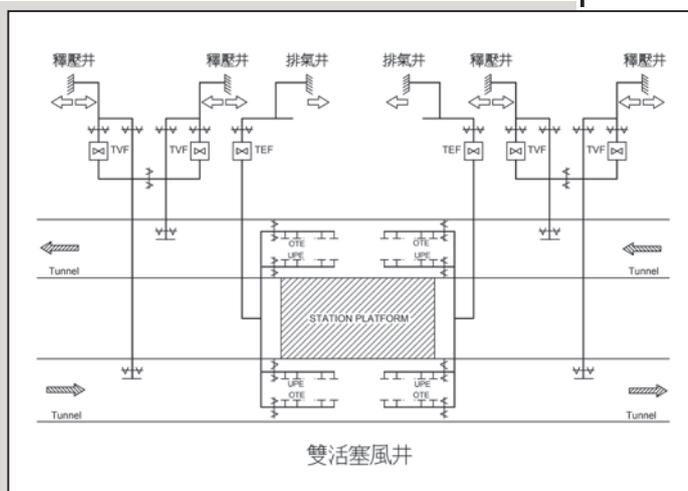 釋壓井 釋壓井 排氣井 排氣井 釋壓井 釋壓井
TVF TVF TEF TEF TVF TVF
OTE OTE
UPE UPE
Tunnel Tunnel
STATION PLATFORM
UPE UPE
OTE OTE
Tunnel Tunnel
雙活塞風井